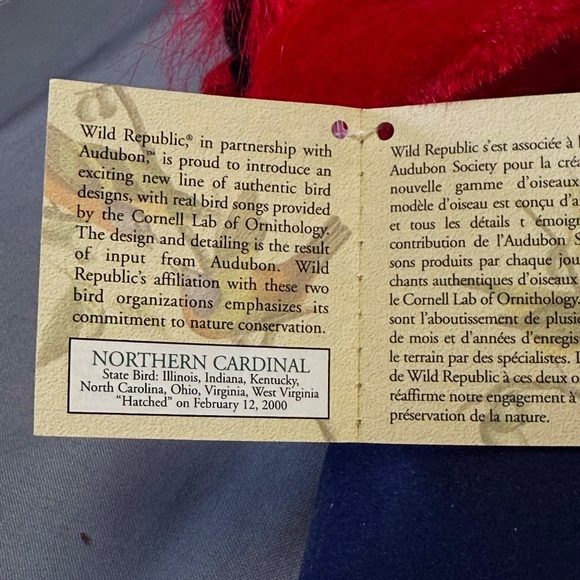 Wild Republic,® in partnership with
Audubon,™ is proud to introduce an
exciting new line of authentic bird
designs, with real bird songs provided
by the Cornell Lab of Ornithology.
The design and detailing is the result
of input from Audubon. Wild
Republic's affiliation with these two
bird organizations emphasizes its
commitment to nature conservation.
NORTHERN CARDINAL
State Bird: Illinois, Indiana, Kentucky,
North Carolina, Ohio, Virginia, West Virginia
"Hatched" on February 12, 2000
Wild Republic s'est associée à
Audubon Society pour la
nouvelle gamme d'oiseaux
modèle d'oiseau est conçu
et tous les détails t
contribution de l'Audubon
sons produits par chaque
chants authentiques d'oiseaux
le Cornell Lab of Ornithology.
sont l'aboutissement de
de mois et d'années
le terrain par des spécialistes.
de Wild Republic à ces deux
réaffirme notre engagement à
préservation de la nature.